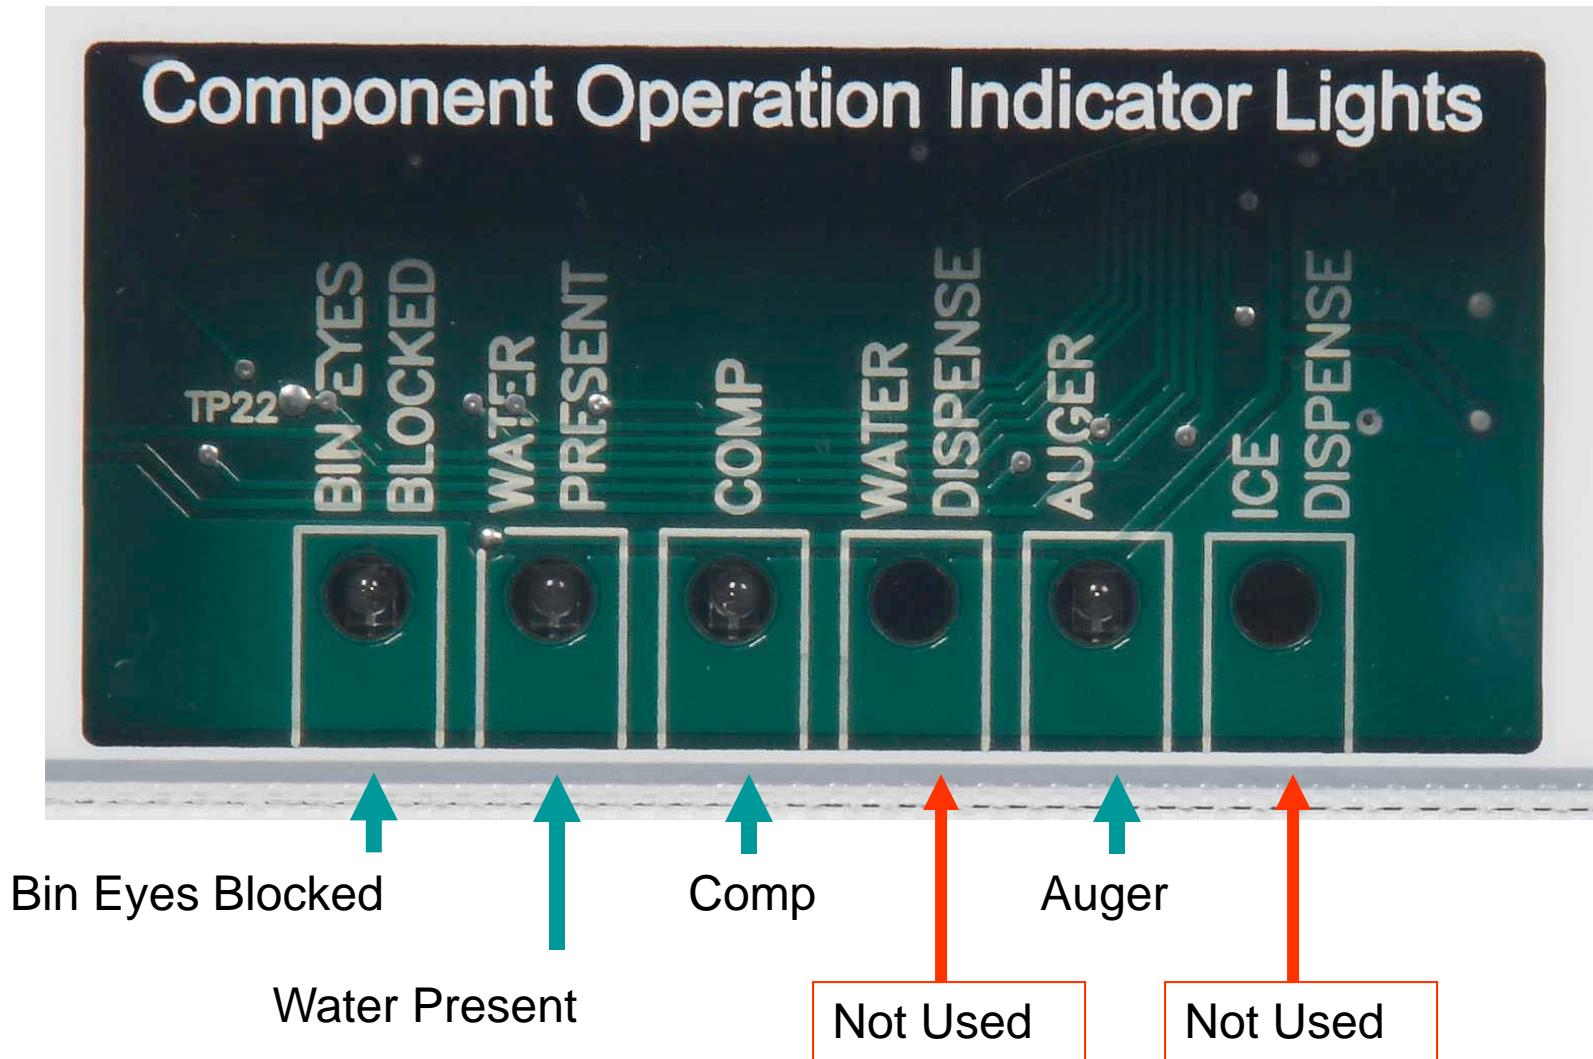 Component Operation Indicator Lights
BIN EYES
BLOCKED
WATER
PRESENT
COMP
WATER
DISPENSE
AUGER
ICE
DISPENSE
TP22
Bin Eyes Blocked
Comp
Auger
Water Present
Not Used
Not Used